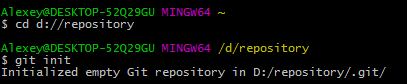 Alexey@DESKTOP-52Q29GU MINGW64 ~
$ cd d://repository
Alexey@DESKTOP-52Q29GU MINGW64 /d/repository
$ git init
Initialized empty Git repository in D:/repository/.git/